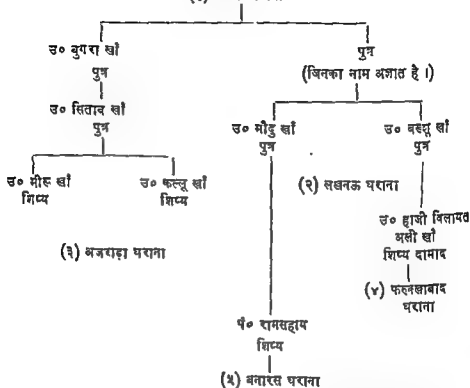 उ० बुगरा खाँ
पुत्र
पुत्र
(जिनका नाम अज्ञात है ।)
उ० सिताब खाँ
पुत्र
उ० मोदु खाँ
पुत्र
उ० बख्शू खाँ
पुत्र
उ० मीरू खाँ
शिष्य
उ० कल्लू खाँ
शिष्य
(२) लखनऊ घराना
उ० हाजी विलायत
अली खाँ
शिष्य दामाद
(३) अजराड़ा घराना
(४) फरुक्खाबाद
घराना
पं० रामसहाय
शिष्य
(५) बनारस घराना